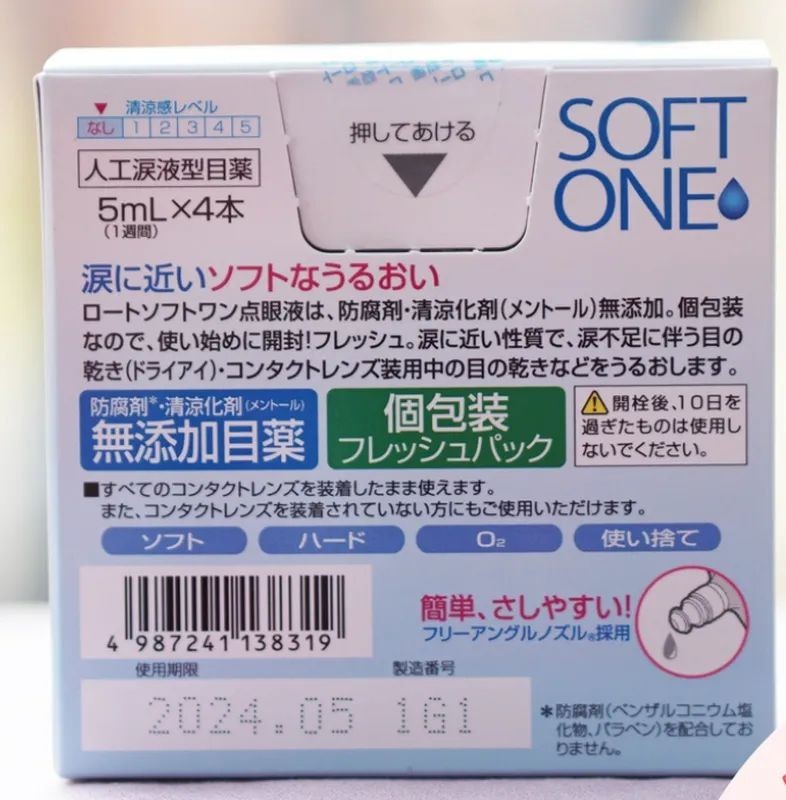 清涼感レベル
なし 1 2 3 4 5
人工涙液型目薬
5mL×4本
(1週間)
押してあける
SOFT
ONE
涙に近いソフトなうるおい
ロートソフトワン点眼液は、防腐剤・清涼化剤(メントール)無添加。個包装
なので、使い始めに開封!フレッシュ。涙に近い性質で、涙不足に伴う目の
乾き(ドライアイ)・コンタクトレンズ装用中の目の乾きなどをうるおします。
防腐剤*・清涼化剤(メントール)
無添加目薬
個包装
フレッシュパック
開栓後、10日を
過ぎたものは使用し
ないでください。
■すべてのコンタクトレンズを装着したまま使えます。
また、コンタクトレンズを装着されていない方にもご使用いただけます。
ソフト ハード O₂ 使い捨て
4 987241 138319
簡単、さしやすい!
フリーアングルノズル®採用
使用期限 製造番号
2024.05 1G1
*防腐剤(ベンザルコニウム塩
化物、パラベン)を配合してお
りません。